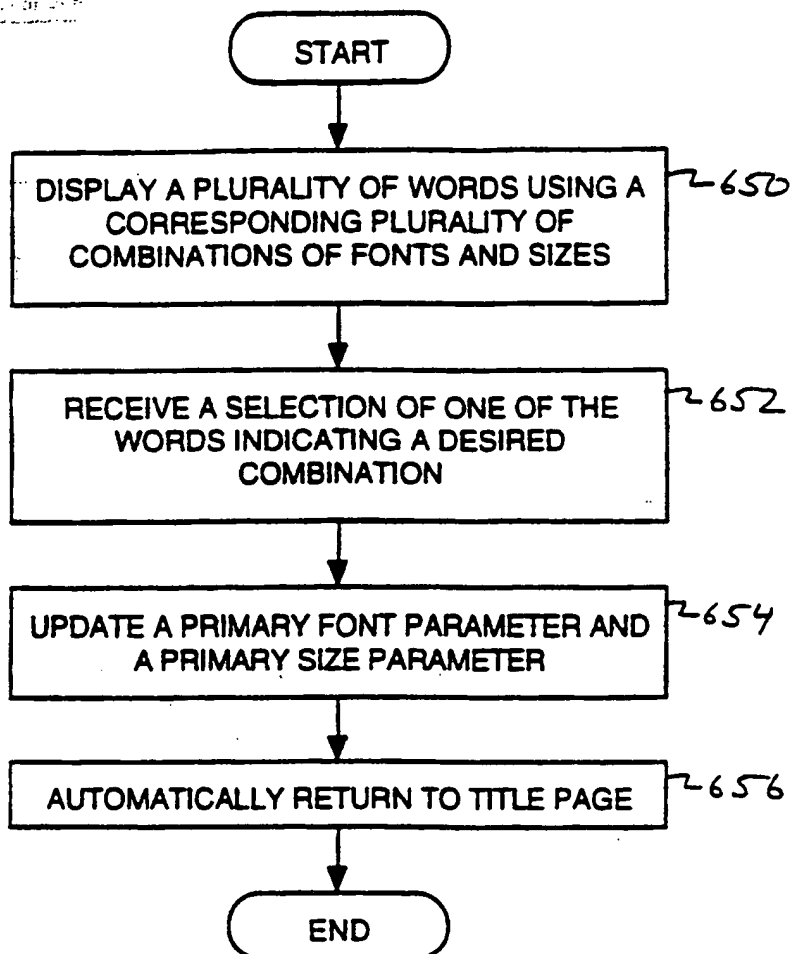 START
DISPLAY A PLURALITY OF WORDS USING A
CORRESPONDING PLURALITY OF
COMBINATIONS OF FONTS AND SIZES
650
RECEIVE A SELECTION OF ONE OF THE
WORDS INDICATING A DESIRED
COMBINATION
652
UPDATE A PRIMARY FONT PARAMETER AND
A PRIMARY SIZE PARAMETER
654
AUTOMATICALLY RETURN TO TITLE PAGE
656
END